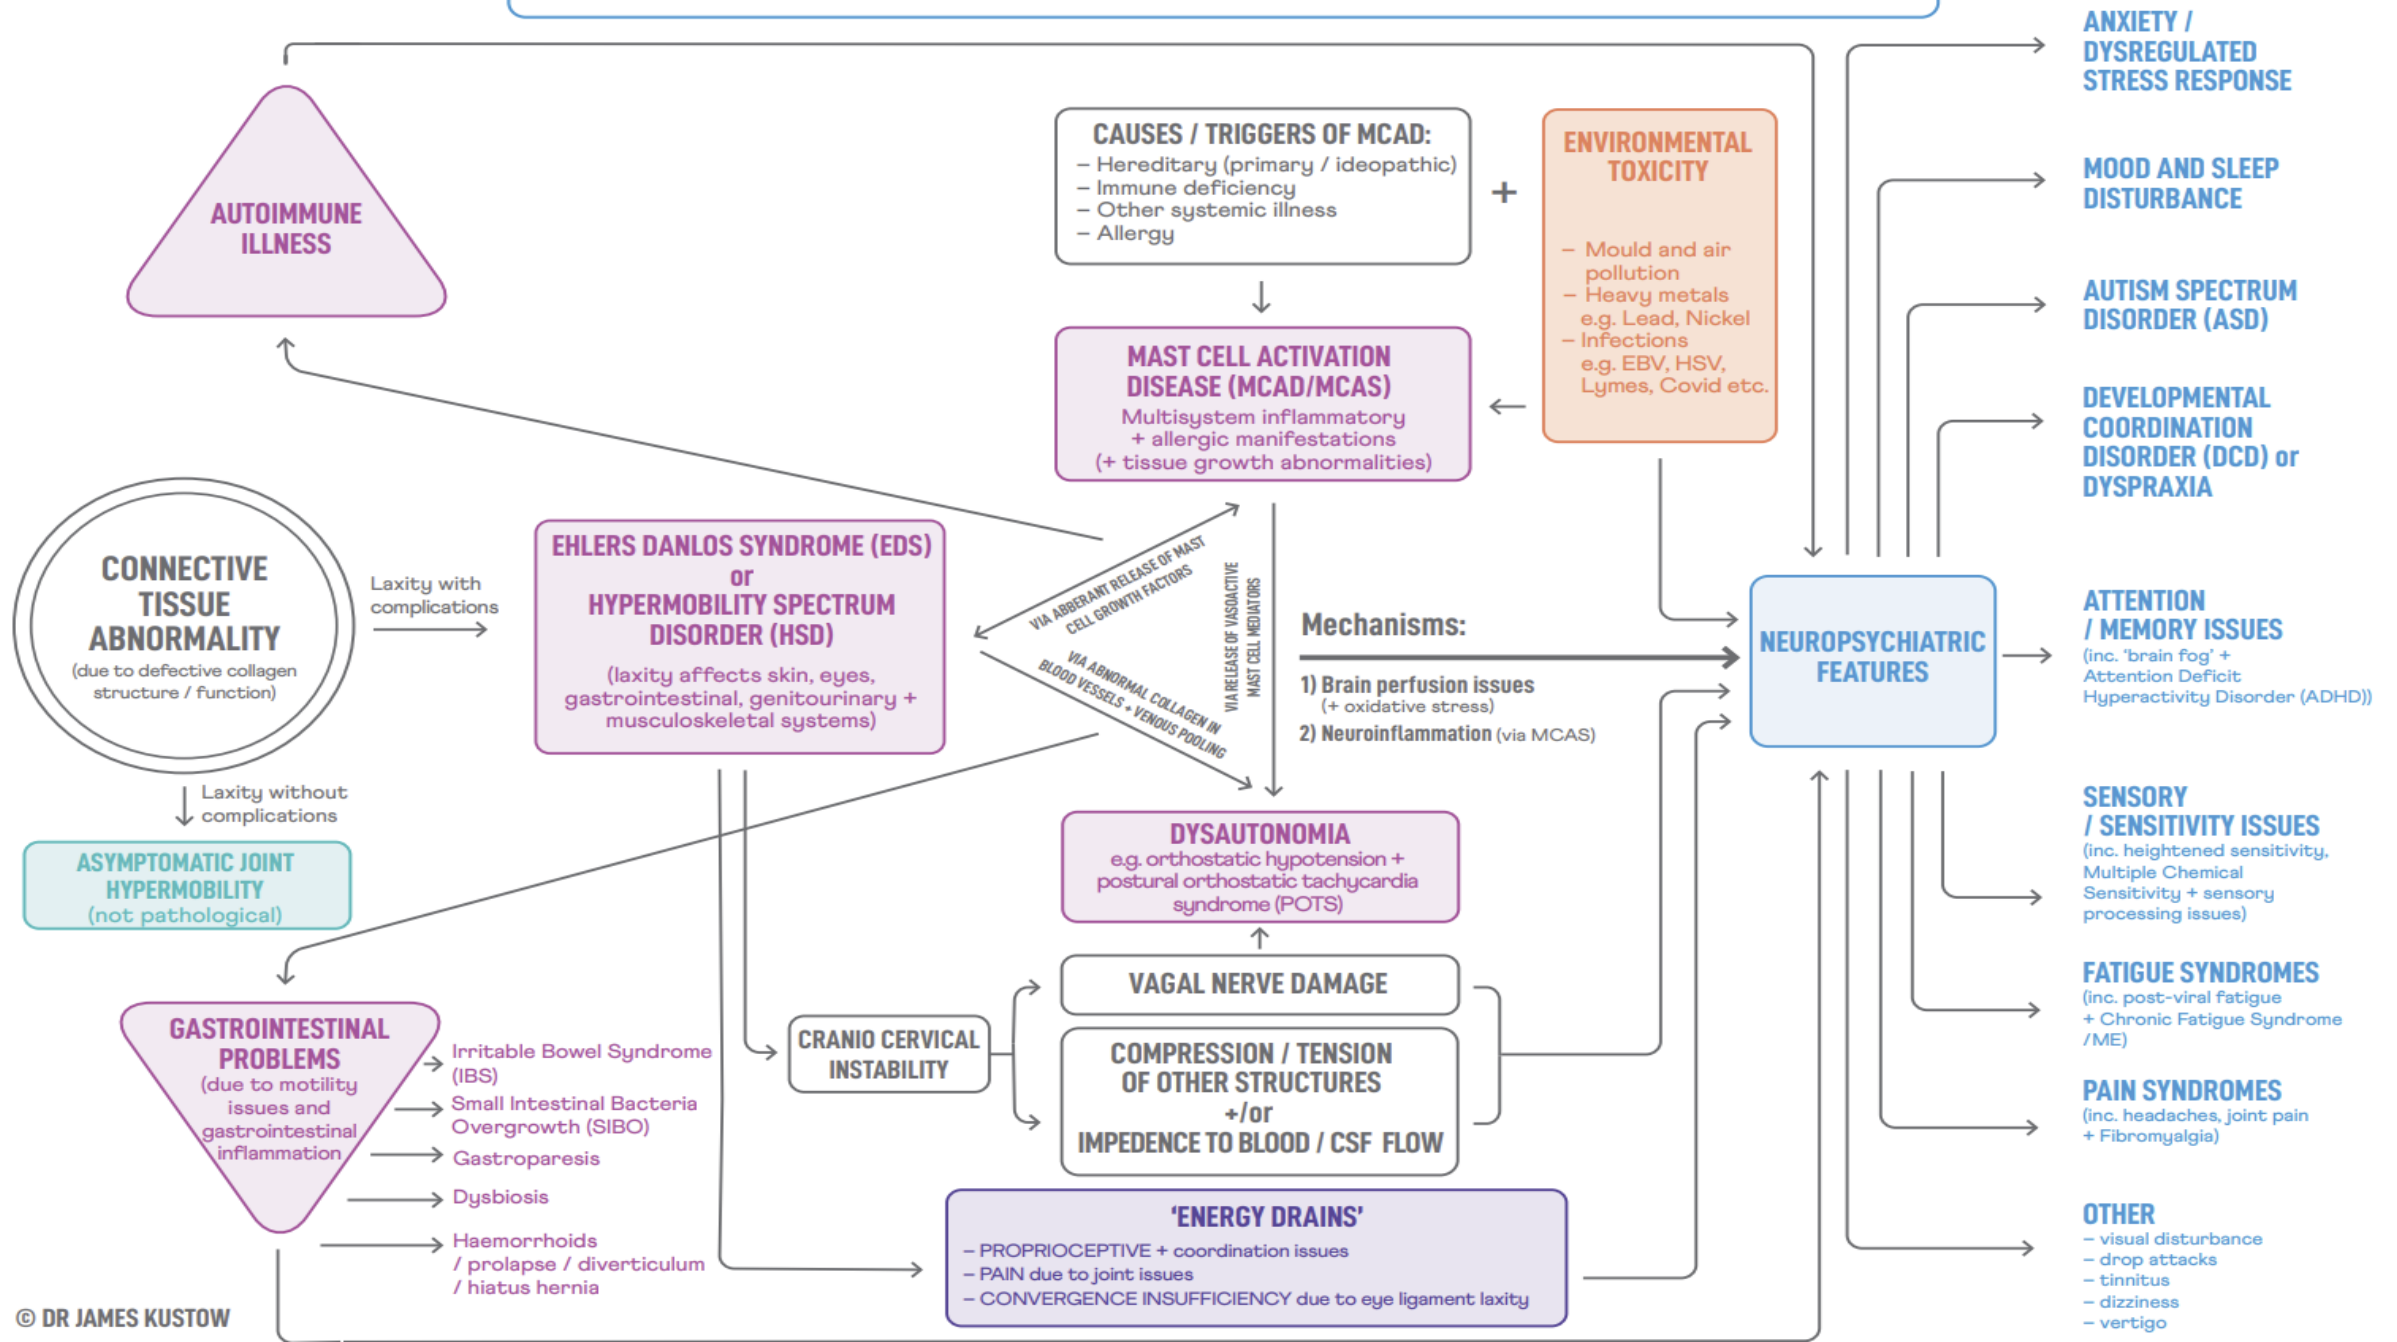 AUTOIMMUNE
ILLNESS
CAUSES / TRIGGERS OF MCAD:
– Hereditary (primary / ideopathic)
– Immune deficiency
– Other systemic illness
– Allergy
+
ENVIRONMENTAL
TOXICITY
– Mould and air
pollution
– Heavy metals
e.g. Lead, Nickel
– Infections
e.g. EBV, HSV,
Lymes, Covid etc.
MAST CELL ACTIVATION
DISEASE (MCAD/MCAS)
Multisystem inflammatory
+ allergic manifestations
(+ tissue growth abnormalities)
CONNECTIVE
TISSUE
ABNORMALITY
(due to defective collagen
structure / function)
Laxity with
complications
Laxity without
complications
ASYMPTOMATIC JOINT
HYPERMOBILITY
(not pathological)
EHLERS DANLOS SYNDROME (EDS)
or
HYPERMOBILITY SPECTRUM
DISORDER (HSD)
(laxity affects skin, eyes,
gastrointestinal, genitourinary +
musculoskeletal systems)
VIA ABBERANT RELEASE OF MAST
CELL GROWTH FACTORS
VIA RELEASE OF VASOACTIVE
MAST CELL MEDIATORS
VIA ABNORMAL COLLAGEN IN
BLOOD VESSELS + VENOUS POOLING
Mechanisms:
1) Brain perfusion issues
(+ oxidative stress)
2) Neuroinflammation (via MCAS)
NEUROPSYCHIATRIC
FEATURES
DYSAUTONOMIA
e.g. orthostatic hypotension +
postural orthostatic tachycardia
syndrome (POTS)
VAGAL NERVE DAMAGE
CRANIO CERVICAL
INSTABILITY
COMPRESSION / TENSION
OF OTHER STRUCTURES
+/or
IMPEDENCE TO BLOOD / CSF FLOW
'ENERGY DRAINS'
– PROPRIOCEPTIVE + coordination issues
– PAIN due to joint issues
– CONVERGENCE INSUFFICIENCY due to eye ligament laxity
GASTROINTESTINAL
PROBLEMS
(due to motility
issues and
gastrointestinal
inflammation
Irritable Bowel Syndrome
(IBS)
Small Intestinal Bacteria
Overgrowth (SIBO)
Gastroparesis
Dysbiosis
Haemorrhoids
/ prolapse / diverticulum
/ hiatus hernia
© DR JAMES KUSTOW
ANXIETY /
DYSREGULATED
STRESS RESPONSE
MOOD AND SLEEP
DISTURBANCE
AUTISM SPECTRUM
DISORDER (ASD)
DEVELOPMENTAL
COORDINATION
DISORDER (DCD) or
DYSPRAXIA
ATTENTION
/ MEMORY ISSUES
(inc. 'brain fog' +
Attention Deficit
Hyperactivity Disorder (ADHD))
SENSORY
/ SENSITIVITY ISSUES
(inc. heightened sensitivity,
Multiple Chemical
Sensitivity + sensory
processing issues)
FATIGUE SYNDROMES
(inc. post-viral fatigue
+ Chronic Fatigue Syndrome
/ME)
PAIN SYNDROMES
(inc. headaches, joint pain
+ Fibromyalgia)
OTHER
– visual disturbance
– drop attacks
– tinnitus
– dizziness
– vertigo